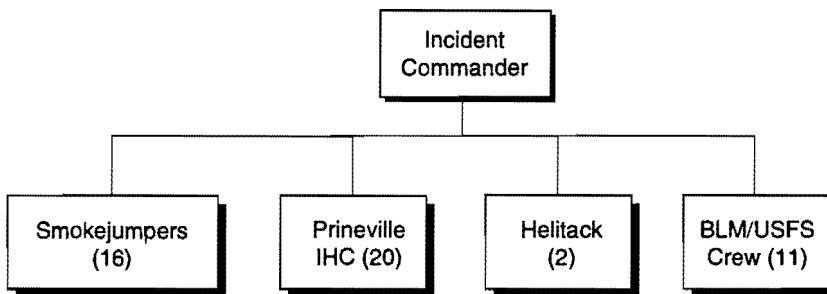 Incident
Commander
Smokejumpers
(16)
Prineville
IHC (20)
Helitack
(2)
BLM/USFS
Crew (11)